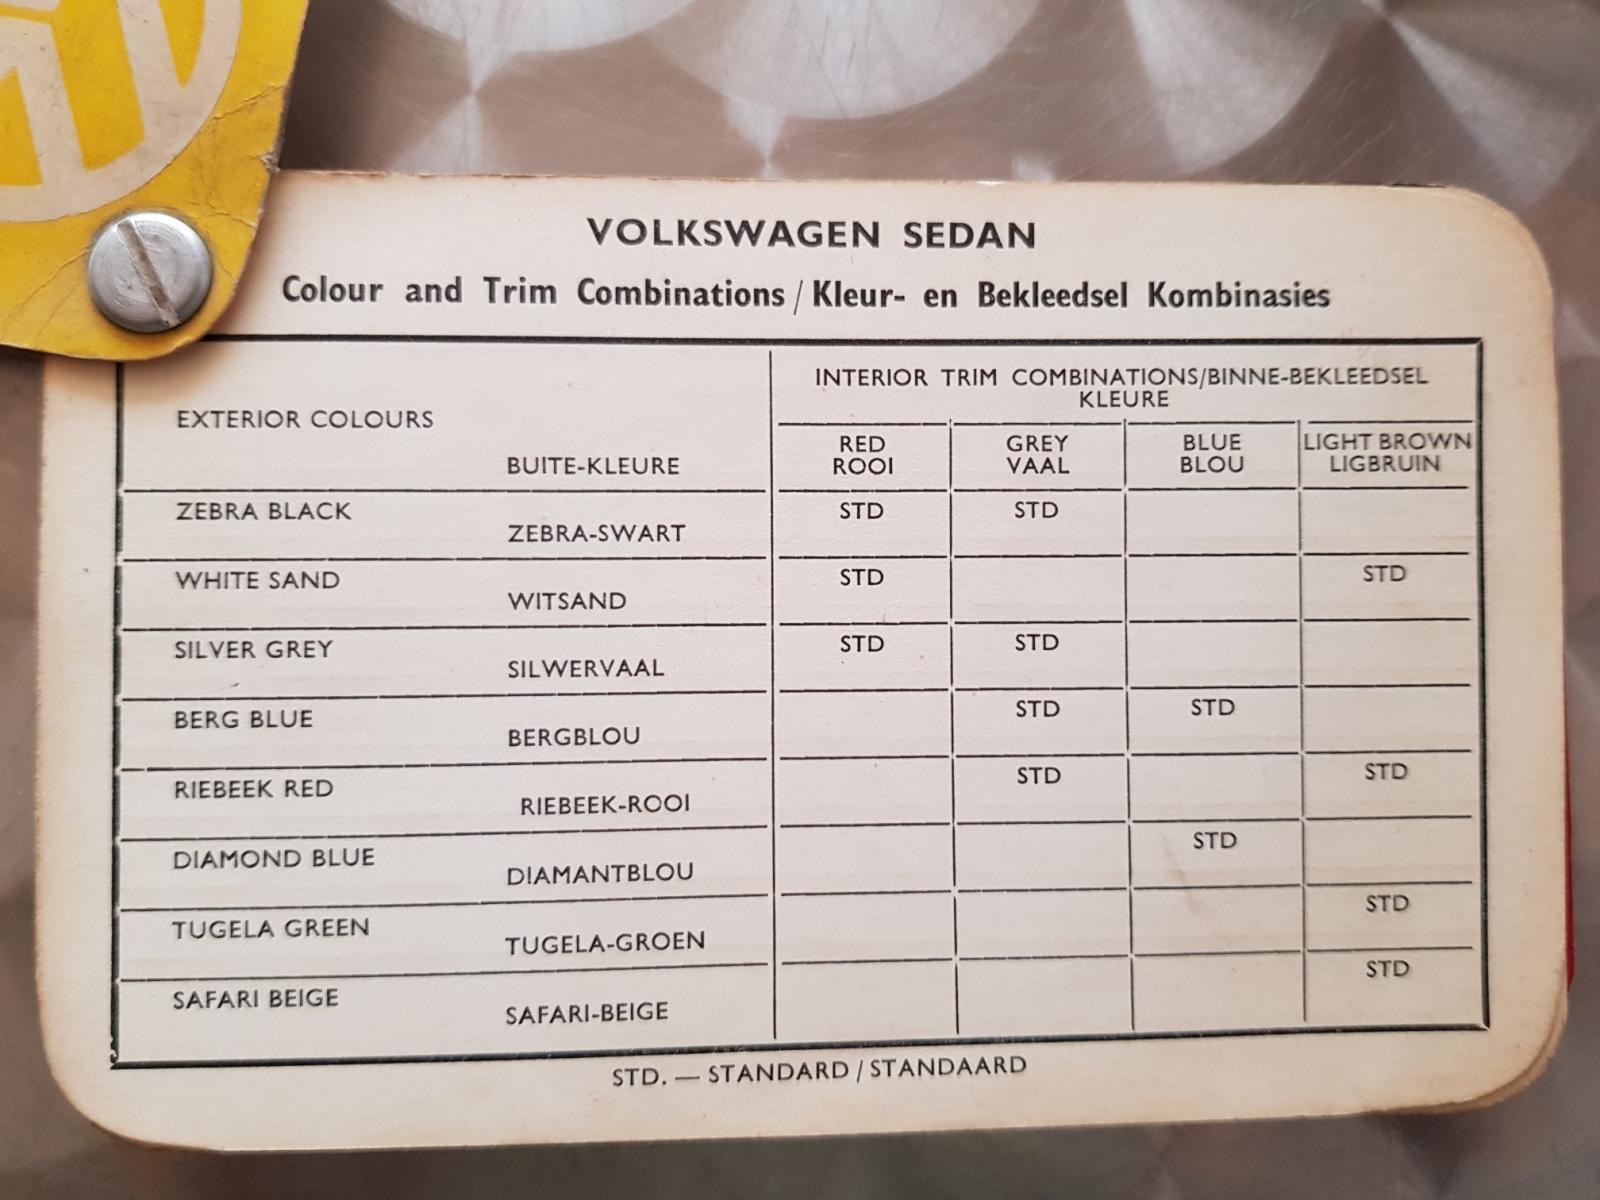 VOLKSWAGEN SEDAN
Colour and Trim Combinations / Kleur- en Bekleedsel Kombinasies
INTERIOR TRIM COMBINATIONS/BINNE-BEKLEEDSEL
KLEURE
EXTERIOR COLOURS
BUITE-KLEURE
RED GREY BLUE LIGHT BROWN
ROOI VAAL BLOU LIGBRUIN
ZEBRA BLACK STD STD
ZEBRA-SWART
WHITE SAND STD STD
WITSAND
SILVER GREY STD STD
SILWERVAAL
BERG BLUE STD STD
BERGBLOU
RIEBEEK RED STD STD
RIEBEEK-ROOI
DIAMOND BLUE STD
DIAMANTBLOU
TUGELA GREEN STD
TUGELA-GROEN
SAFARI BEIGE STD
SAFARI-BEIGE
STD. — STANDARD / STANDAARD